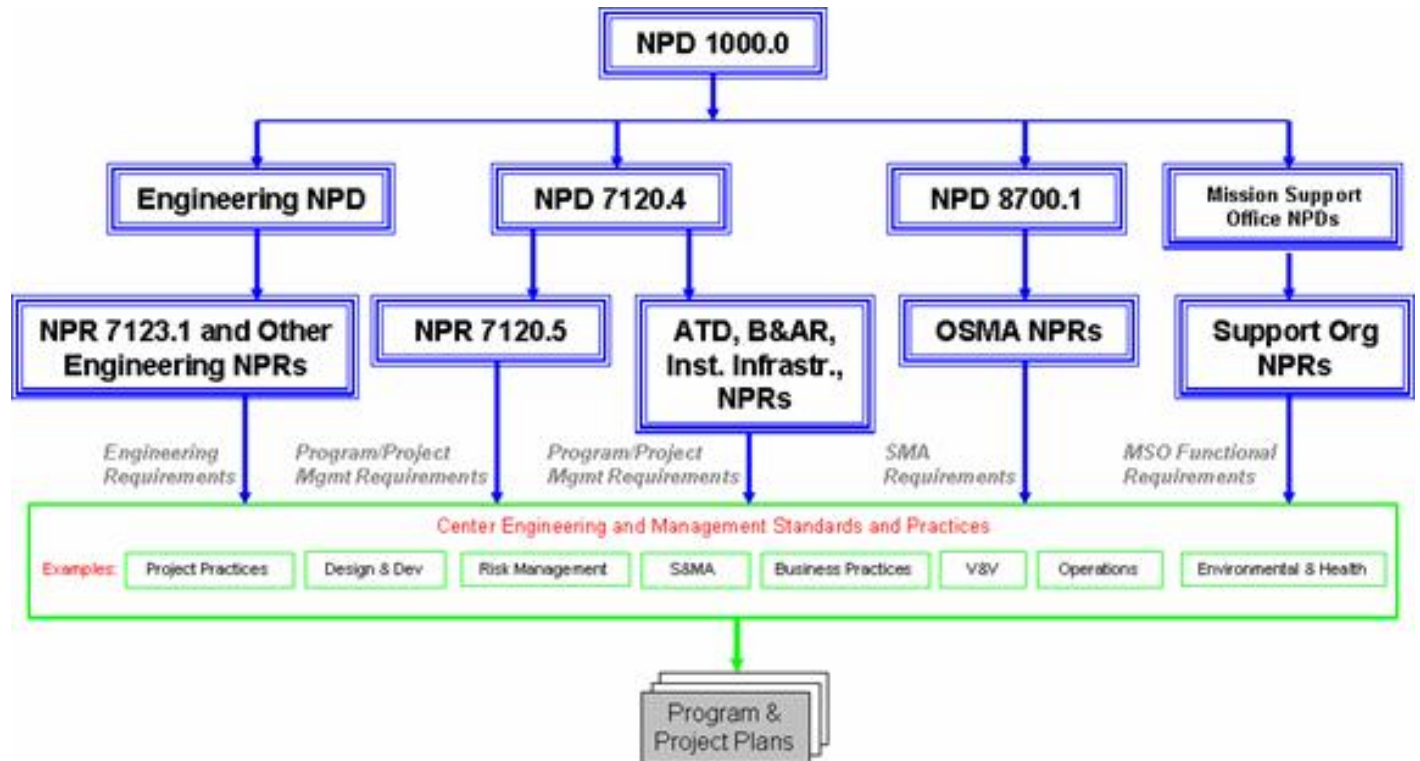 NPD 1000.0
Engineering NPD
NPD 7120.4
NPD 8700.1
Mission Support
Office NPDs
NPR 7123.1 and Other
Engineering NPRs
NPR 7120.5
ATD, B&AR,
Inst. Infrastr.,
NPRs
OSMA NPRs
Support Org
NPRs
Engineering
Requirements
Program/Project
Mgmt Requirements
Program/Project
Mgmt Requirements
SMA
Requirements
MSO Functional
Requirements
Center Engineering and Management Standards and Practices
Examples: Project Practices Design & Dev Risk Management S&MA Business Practices V&V Operations Environmental & Health
Program &
Project Plans